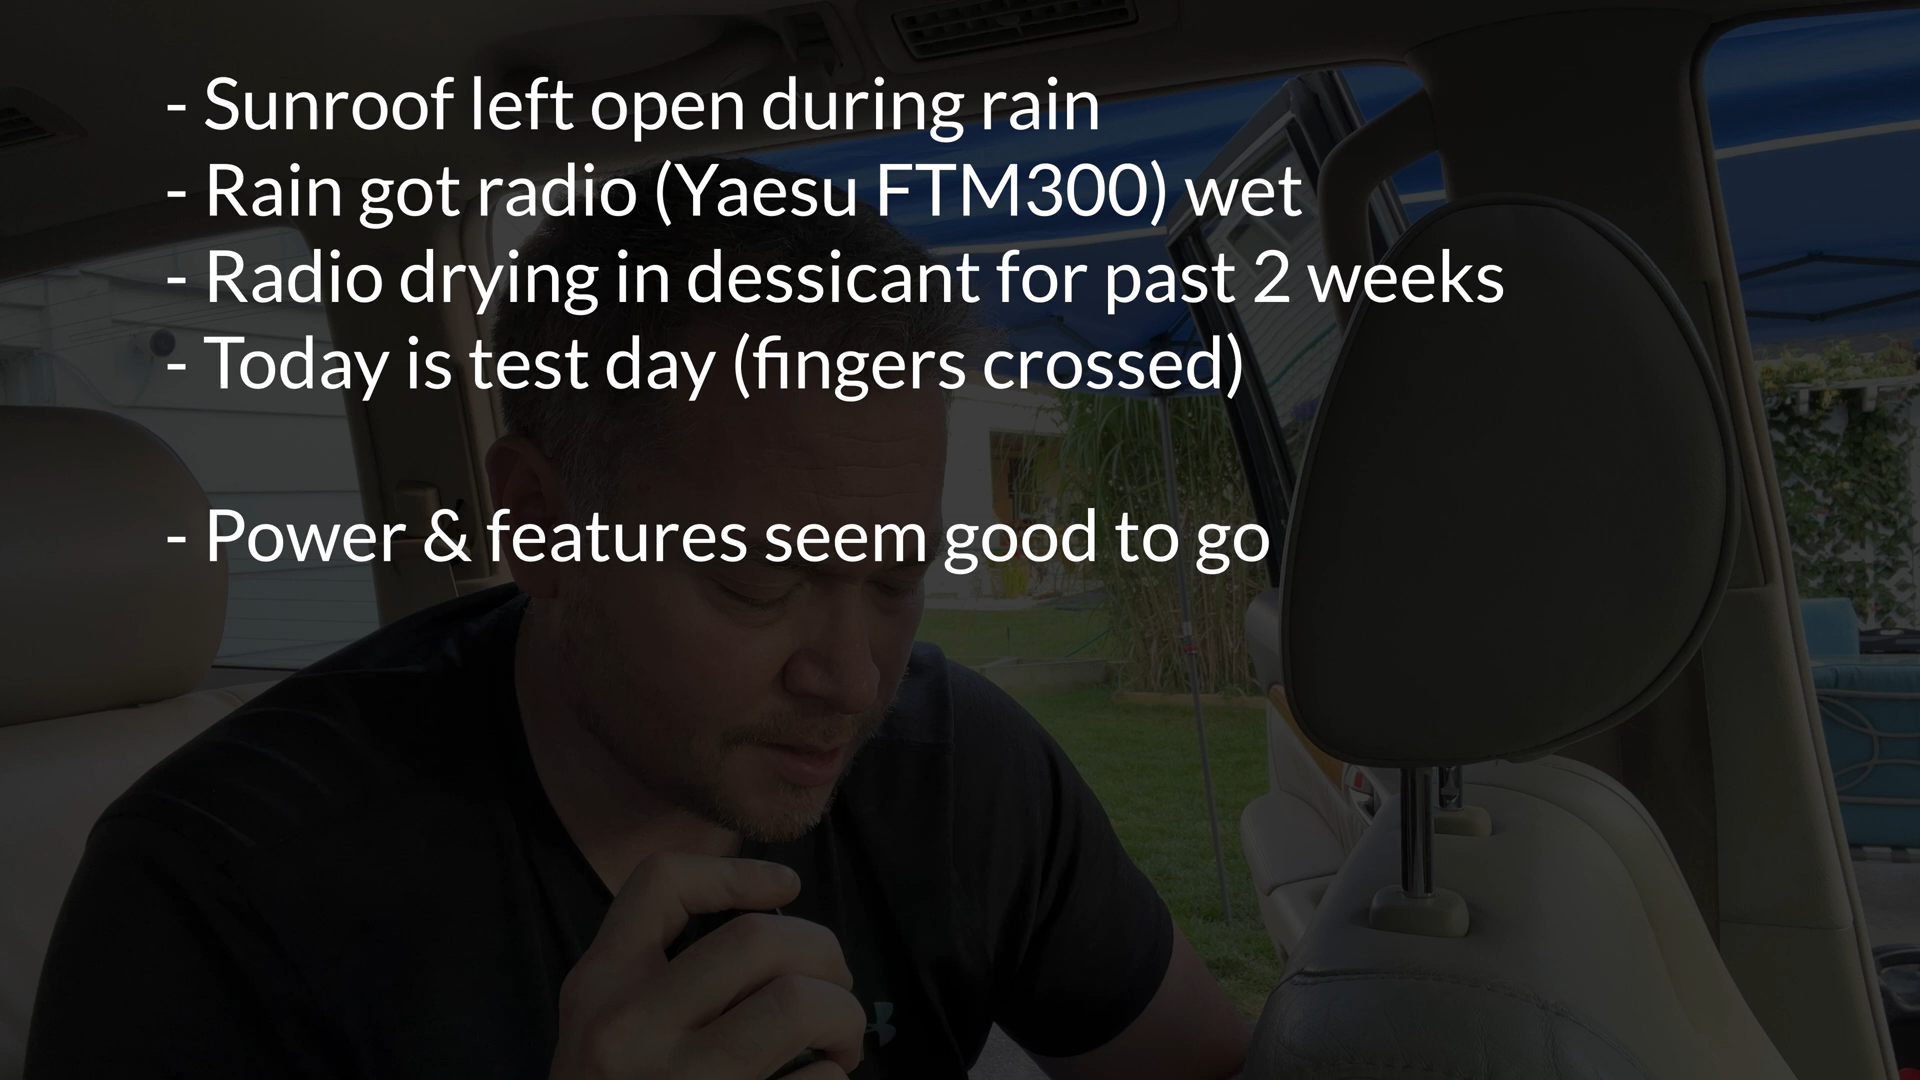 - Sunroof left open during rain
- Rain got radio (Yaesu FTM300) wet
- Radio drying in dessicant for past 2 weeks
- Today is test day (fingers crossed)
- Power & features seem good to go